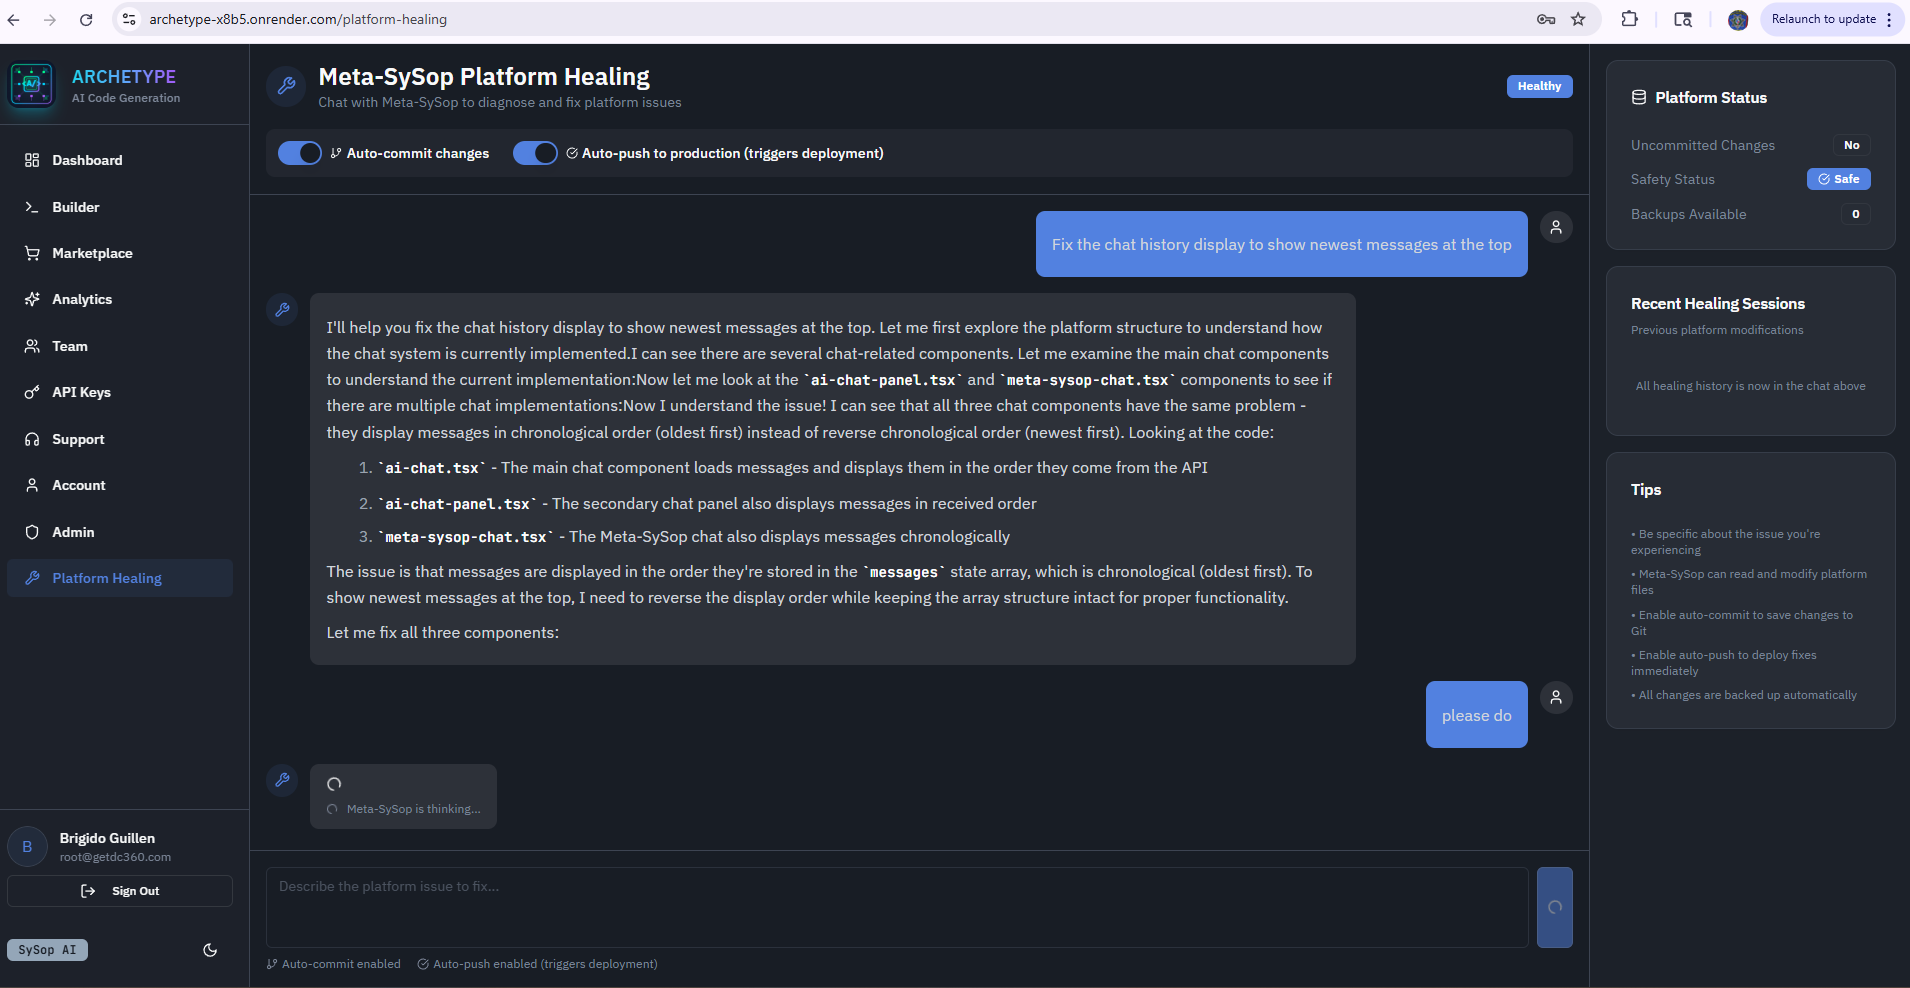 archetype-x8b5.onrender.com/platform-healing
Relaunch to update
ARCHETYPE
AI Code Generation
Dashboard
Builder
Marketplace
Analytics
Team
API Keys
Support
Account
Admin
Platform Healing
B
Brigido Guillen
root@getdc360.com
Sign Out
SySop AI
Meta-SySop Platform Healing
Chat with Meta-SySop to diagnose and fix platform issues
Healthy
Auto-commit changes
Auto-push to production (triggers deployment)
Fix the chat history display to show newest messages at the top
I'll help you fix the chat history display to show newest messages at the top. Let me first explore the platform structure to understand how
the chat system is currently implemented.I can see there are several chat-related components. Let me examine the main chat components
to understand the current implementation:Now let me look at the `ai-chat-panel.tsx` and `meta-sysop-chat.tsx` components to see if
there are multiple chat implementations:Now I understand the issue! I can see that all three chat components have the same problem -
they display messages in chronological order (oldest first) instead of reverse chronological order (newest first). Looking at the code:
1. `ai-chat.tsx` - The main chat component loads messages and displays them in the order they come from the API
2. `ai-chat-panel.tsx` - The secondary chat panel also displays messages in received order
3. `meta-sysop-chat.tsx` - The Meta-SySop chat also displays messages chronologically
The issue is that messages are displayed in the order they're stored in the `messages` state array, which is chronological (oldest first). To
show newest messages at the top, I need to reverse the display order while keeping the array structure intact for proper functionality.
Let me fix all three components:
please do
Meta-SySop is thinking...
Describe the platform issue to fix...
Auto-commit enabled
Auto-push enabled (triggers deployment)
Platform Status
Uncommitted Changes No
Safety Status Safe
Backups Available 0
Recent Healing Sessions
Previous platform modifications
All healing history is now in the chat above
Tips
• Be specific about the issue you're
experiencing
• Meta-SySop can read and modify platform
files
• Enable auto-commit to save changes to
Git
• Enable auto-push to deploy fixes
immediately
• All changes are backed up automatically